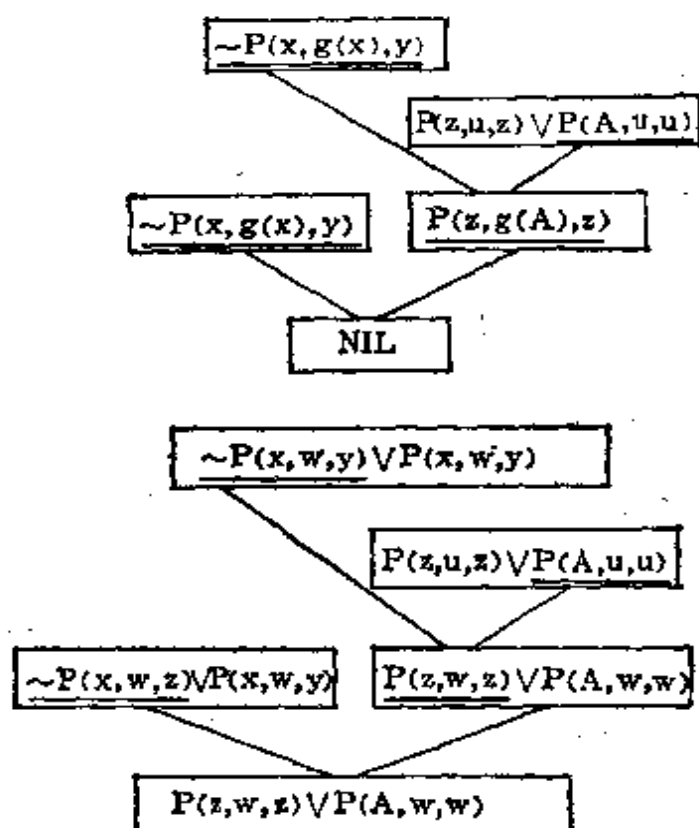 ~P(x,g(x),y)
P(z,u,z)∨P(A,u,u)
~P(x,g(x),y)
P(z,g(A),z)
NIL
~P(x,w,y)∨P(x,w,y)
P(z,u,z)∨P(A,u,u)
~P(x,w,z)∨P(x,w,y)
P(z,w,z)∨P(A,w,w)
P(z,w,z)∨P(A,w,w)